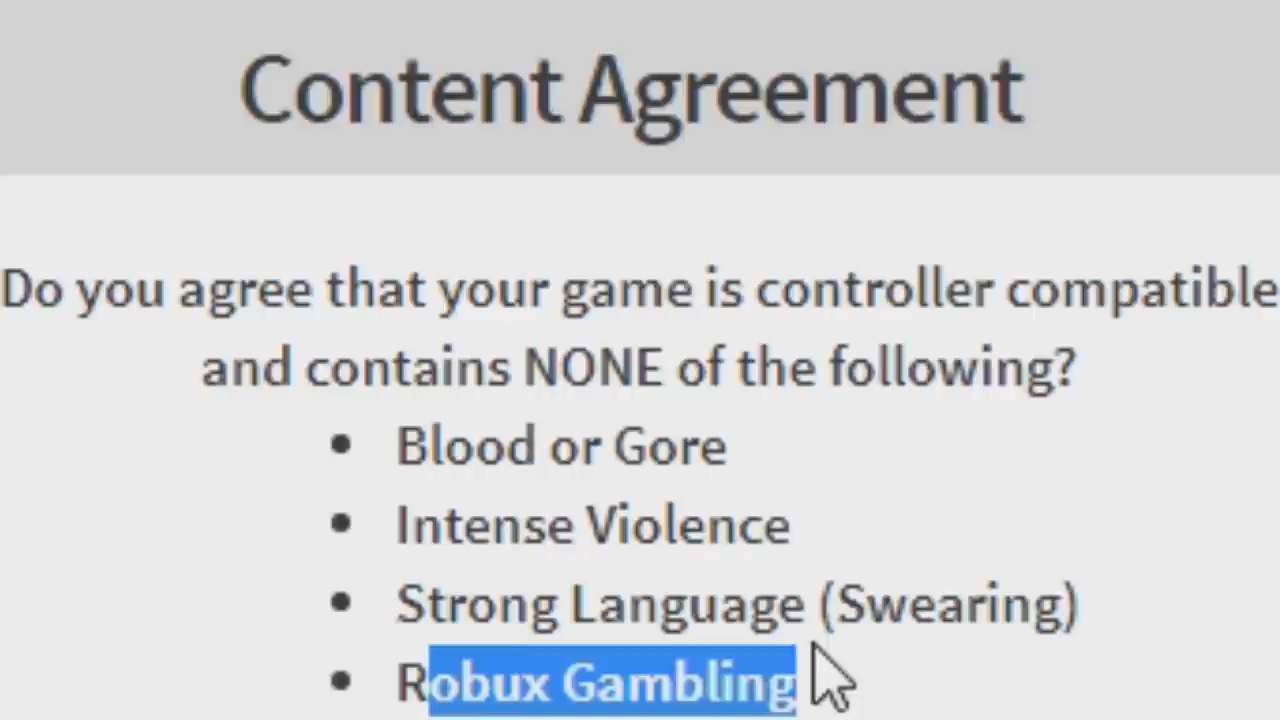 Content Agreement
Do you agree that your game is controller compatible
and contains NONE of the following?
• Blood or Gore
• Intense Violence
• Strong Language (Swearing)
• Robux Gambling